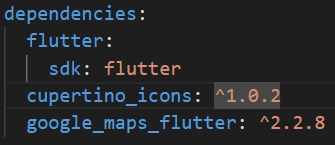 dependencies:
  flutter:
    sdk: flutter
  cupertino_icons: ^1.0.2
  google_maps_flutter: ^2.2.8